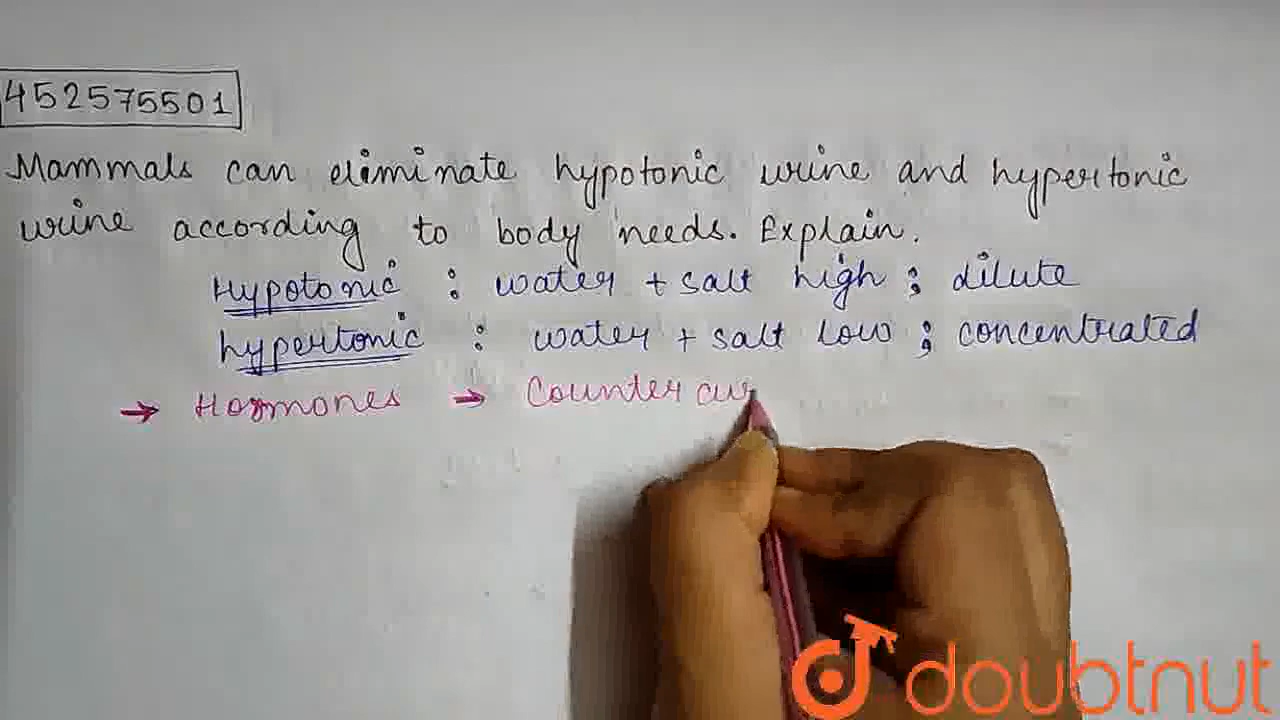 452575501
Mammals can eliminate hypotonic urine and hypertonic
urine according to body needs. Explain.
Hypotonic : water + salt high ; dilute
hypertonic : water + salt low ; concentrated
→ Hormones → Counter cur
doubtnut